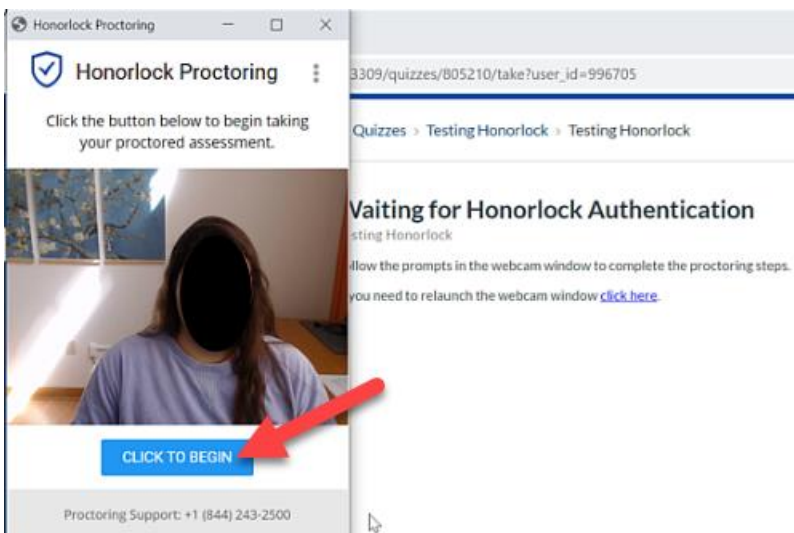 Honorlock Proctoring
Honorlock Proctoring
Click the button below to begin taking
your proctored assessment.
CLICK TO BEGIN
Proctoring Support: +1 (844) 243-2500
3309/quizzes/805210/take?user_id=996705
Quizzes > Testing Honorlock > Testing Honorlock
Waiting for Honorlock Authentication
sting Honorlock
llow the prompts in the webcam window to complete the proctoring steps.
you need to relaunch the webcam window click here.